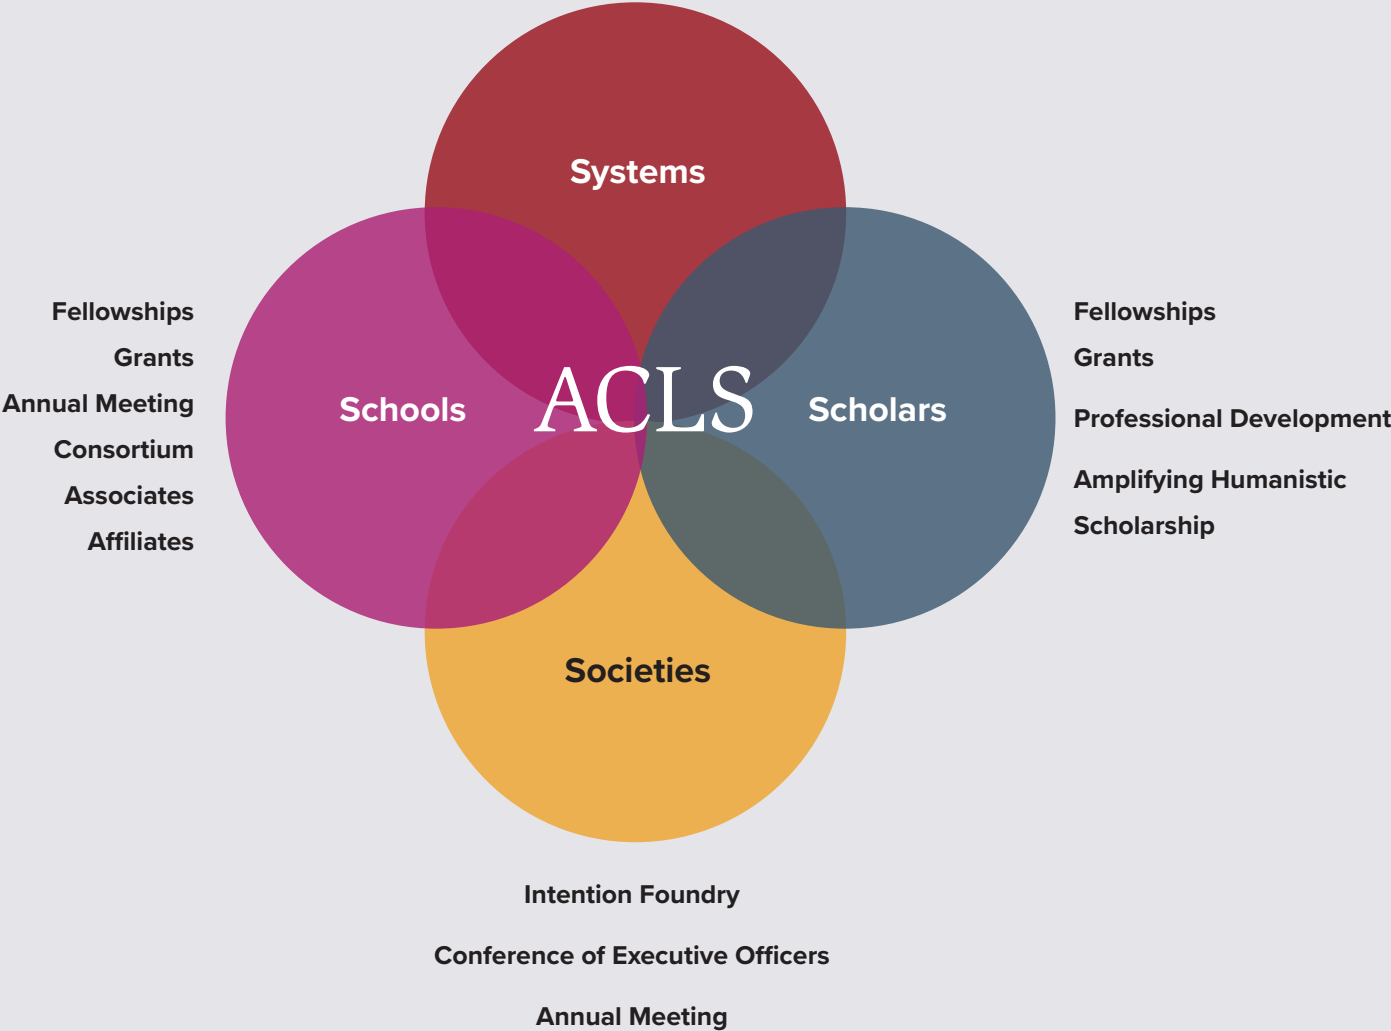 Systems
Fellowships
Grants
Annual Meeting
Consortium
Associates
Affiliates
Schools
ACLS
Scholars
Fellowships
Grants
Professional Development
Amplifying Humanistic
Scholarship
Societies
Intention Foundry
Conference of Executive Officers
Annual Meeting